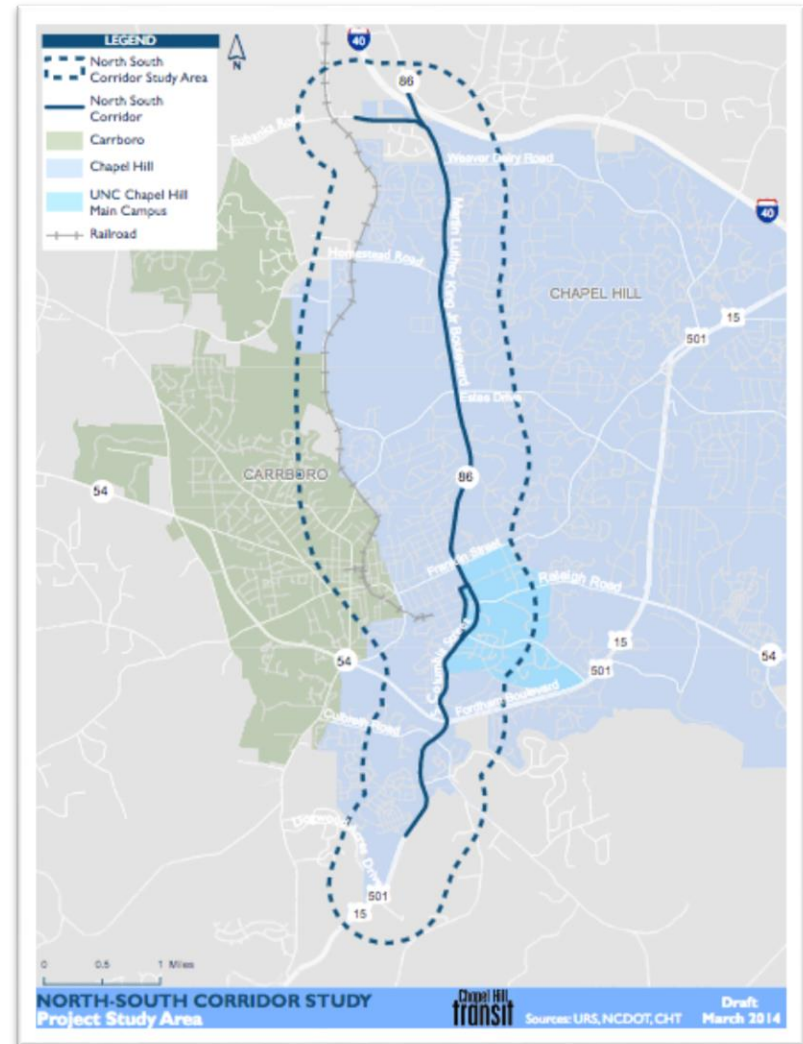 LEGEND
North South
Corridor Study Area
North South
Corridor
Carrboro
Chapel Hill
UNC Chapel Hill
Main Campus
Railroad
N
40
86
Eubanks Road
Weaver Dairy Road
40
Martin Luther King Jr Boulevard
Homestead Road
CHAPEL HILL
15
501
Estes Drive
CARRBORO
86
54
Franklin Street
Raleigh Road
S Columbia Street
15
54
54
501
Fordham Boulevard
Culbreth Road
Dogwood Acres Drive
501
15
0 0.5 1 Miles
NORTH-SOUTH CORRIDOR STUDY
Project Study Area
Chapel Hill
transit
Sources: URS, NCDOT, CHT
Draft
March 2014